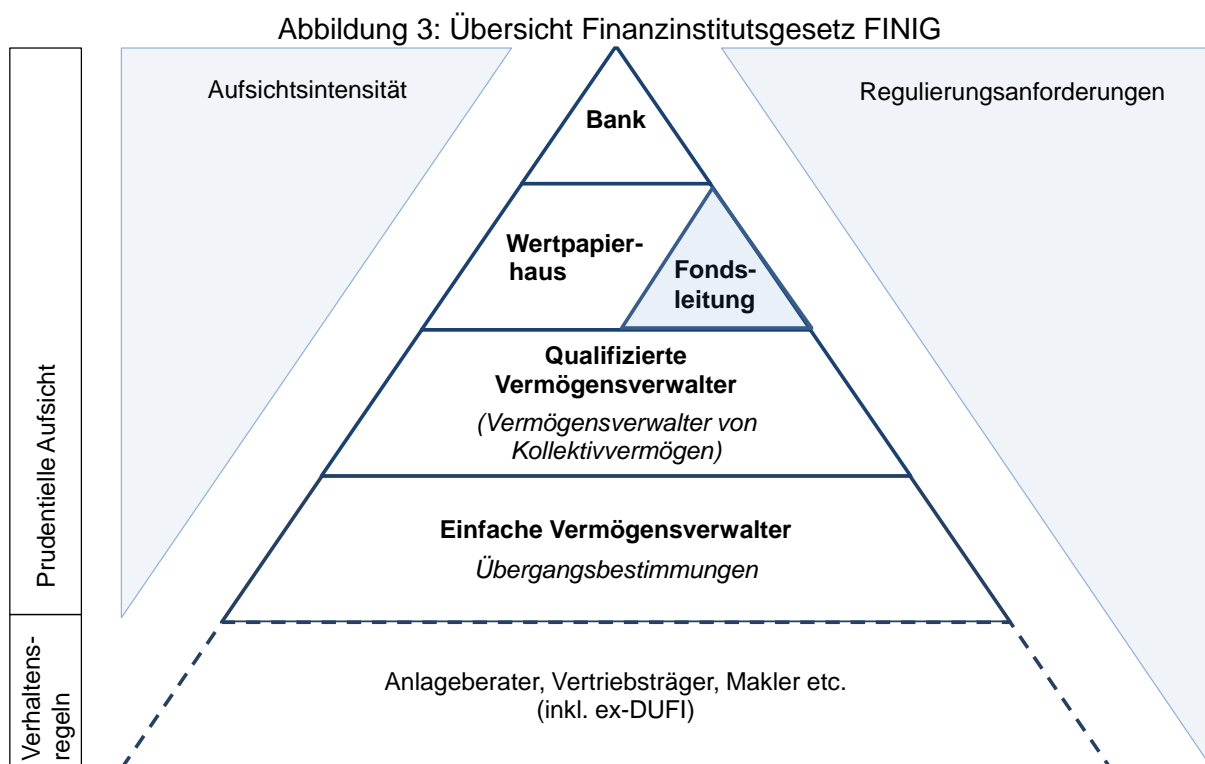 Abbildung 3: Übersicht Finanzinstitutsgesetz FINIG
Aufsichtsintensität
Regulierungsanforderungen
Bank
Wertpapier-
haus
Fonds-
leitung
Qualifizierte
Vermögensverwalter
(Vermögensverwalter von
Kollektivvermögen)
Einfache Vermögensverwalter
Übergangsbestimmungen
Prudentielle Aufsicht
Anlageberater, Vertriebsträger, Makler etc.
(inkl. ex-DUFI)
Verhaltens-
regeln